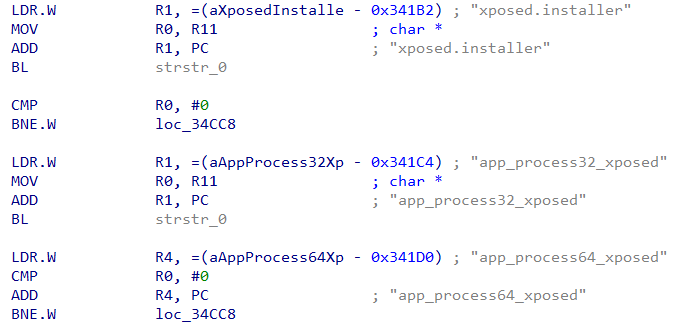 LDR.W R1, =(aXposedInstalle - 0x341B2) ; "xposed.installer"
MOV R0, R11 ; char *
ADD R1, PC ; "xposed.installer"
BL strstr_0
CMP R0, #0
BNE.W loc_34CC8
LDR.W R1, =(aAppProcess32Xp - 0x341C4) ; "app_process32_xposed"
MOV R0, R11 ; char *
ADD R1, PC ; "app_process32_xposed"
BL strstr_0
LDR.W R4, =(aAppProcess64Xp - 0x341D0) ; "app_process64_xposed"
CMP R0, #0
ADD R4, PC ; "app_process64_xposed"
BNE.W loc_34CC8